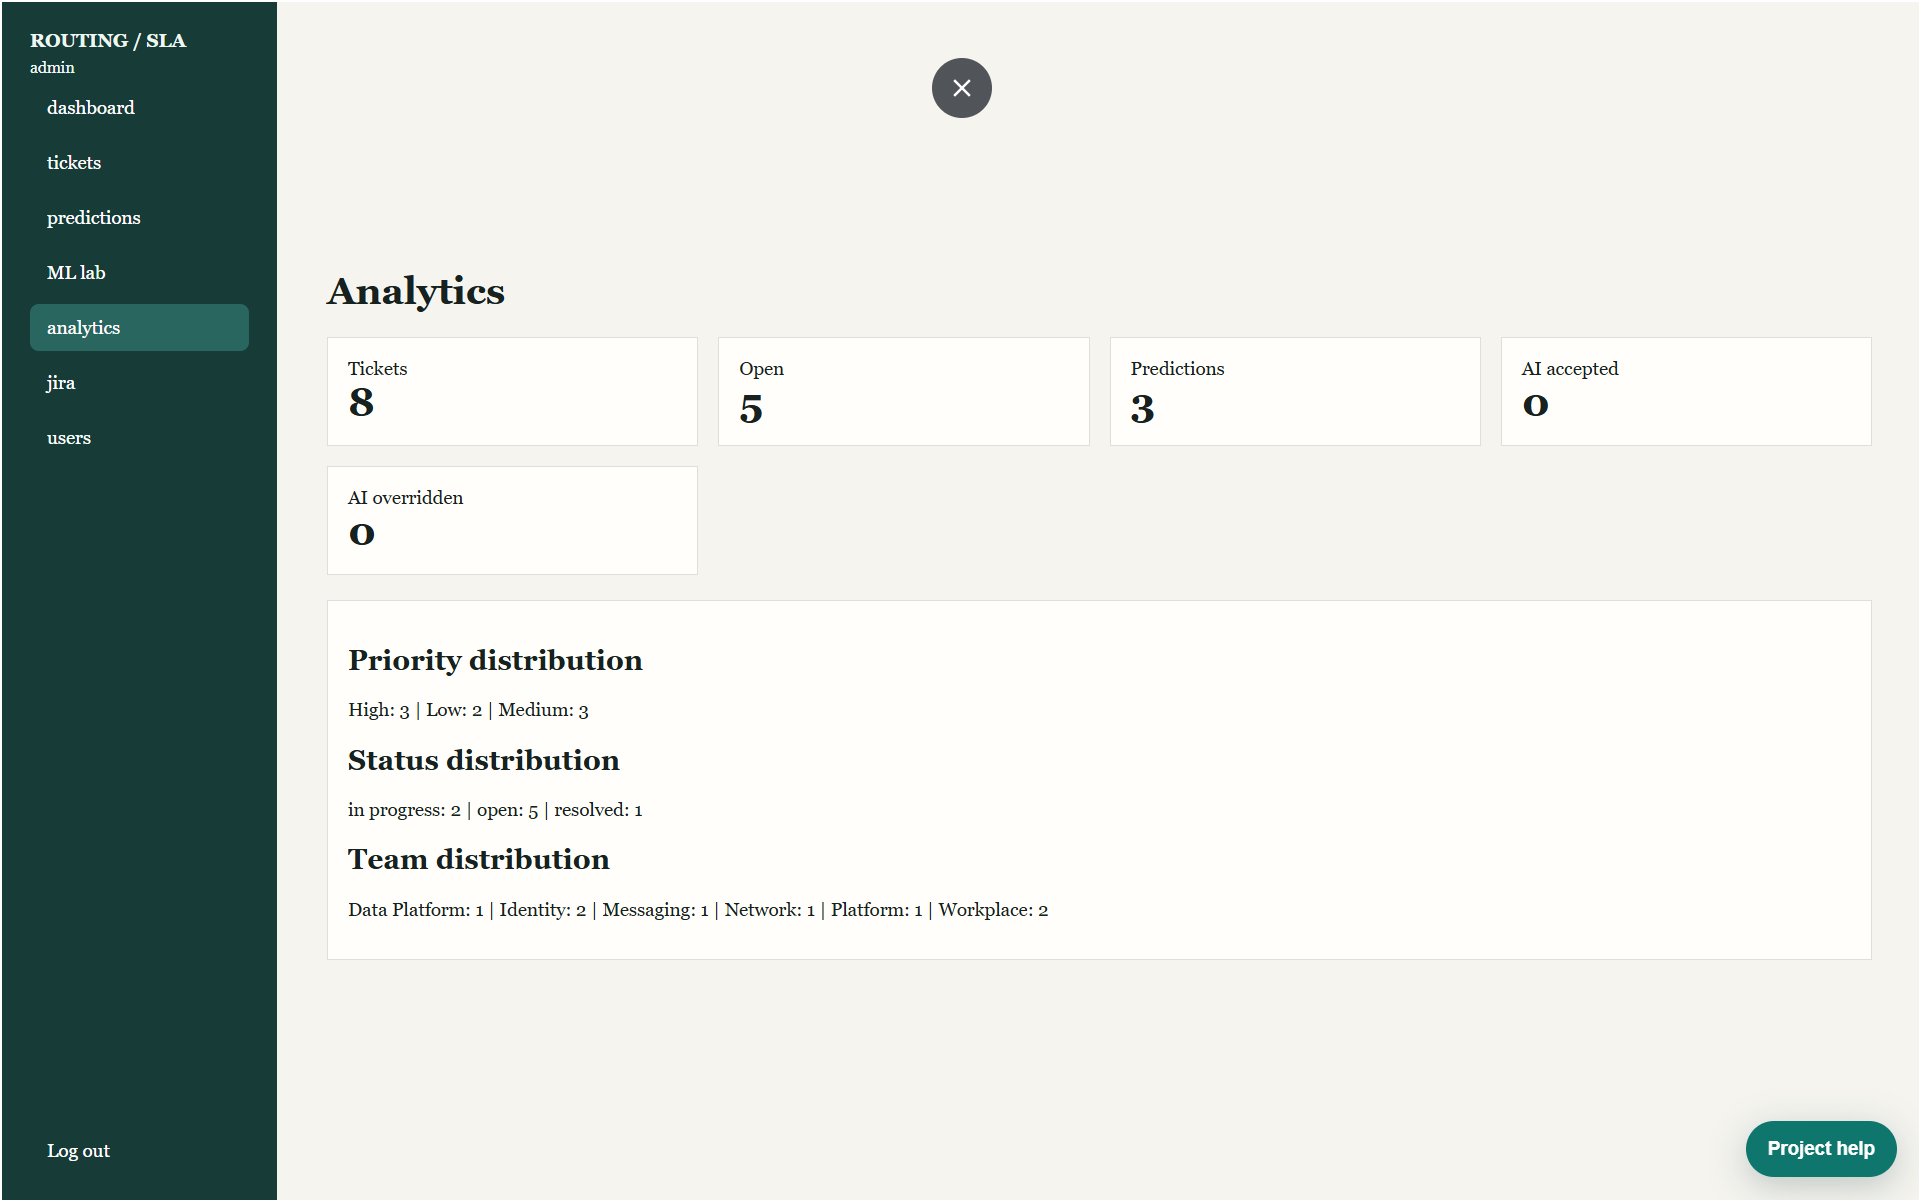 ROUTING / SLA
admin
dashboard
tickets
predictions
ML lab
analytics
jira
users
Log out
Analytics
Tickets
8
Open
5
Predictions
3
AI accepted
0
AI overridden
0
Priority distribution
High: 3 | Low: 2 | Medium: 3
Status distribution
in progress: 2 | open: 5 | resolved: 1
Team distribution
Data Platform: 1 | Identity: 2 | Messaging: 1 | Network: 1 | Platform: 1 | Workplace: 2
Project help